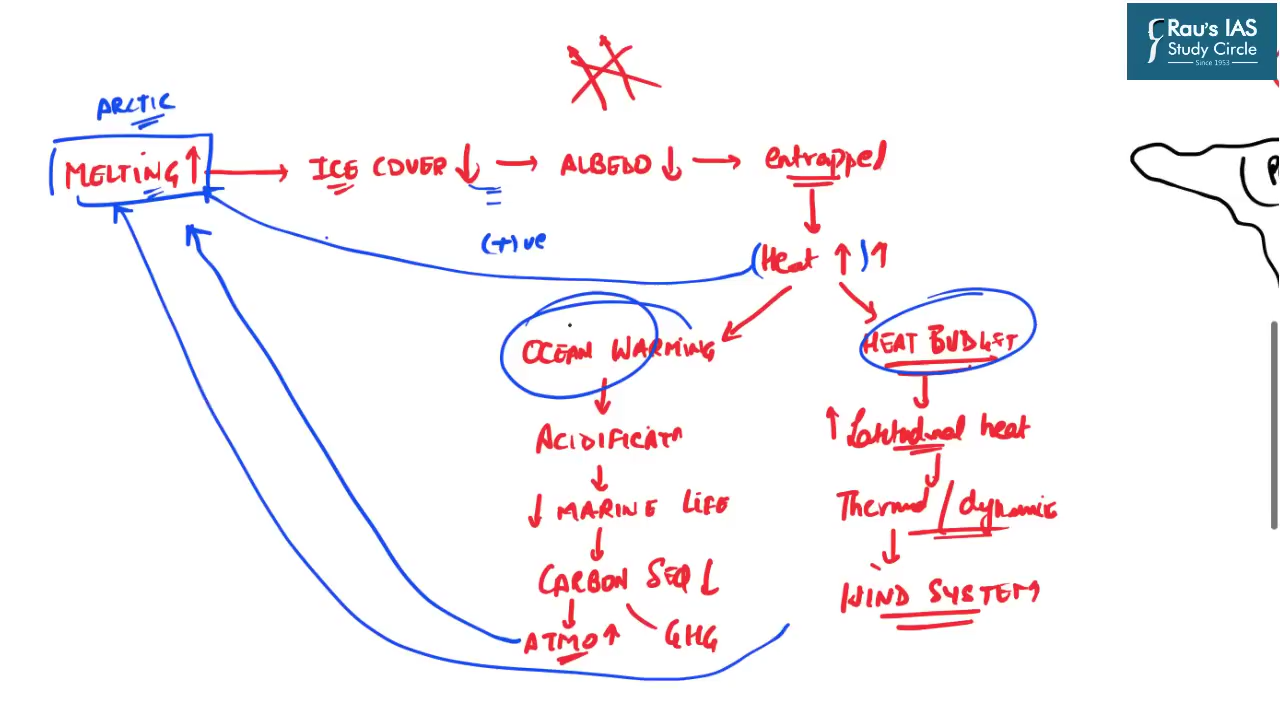 Rau's IAS
Study Circle
Since 1953
ARCTIC
MELTING ↑ → ICE COVER ↓ → ALBEDO ↓ → entrapped
(+)ve
(Heat ↑) ↑
OCEAN WARMING
HEAT BUDGET
ACIDIFICATⁿ
↑ Latitudinal heat
↓ MARINE LIFE
Thermal / dynamic
CARBON SEQ ↓
WIND SYSTEM
ATMO ↑
GHG